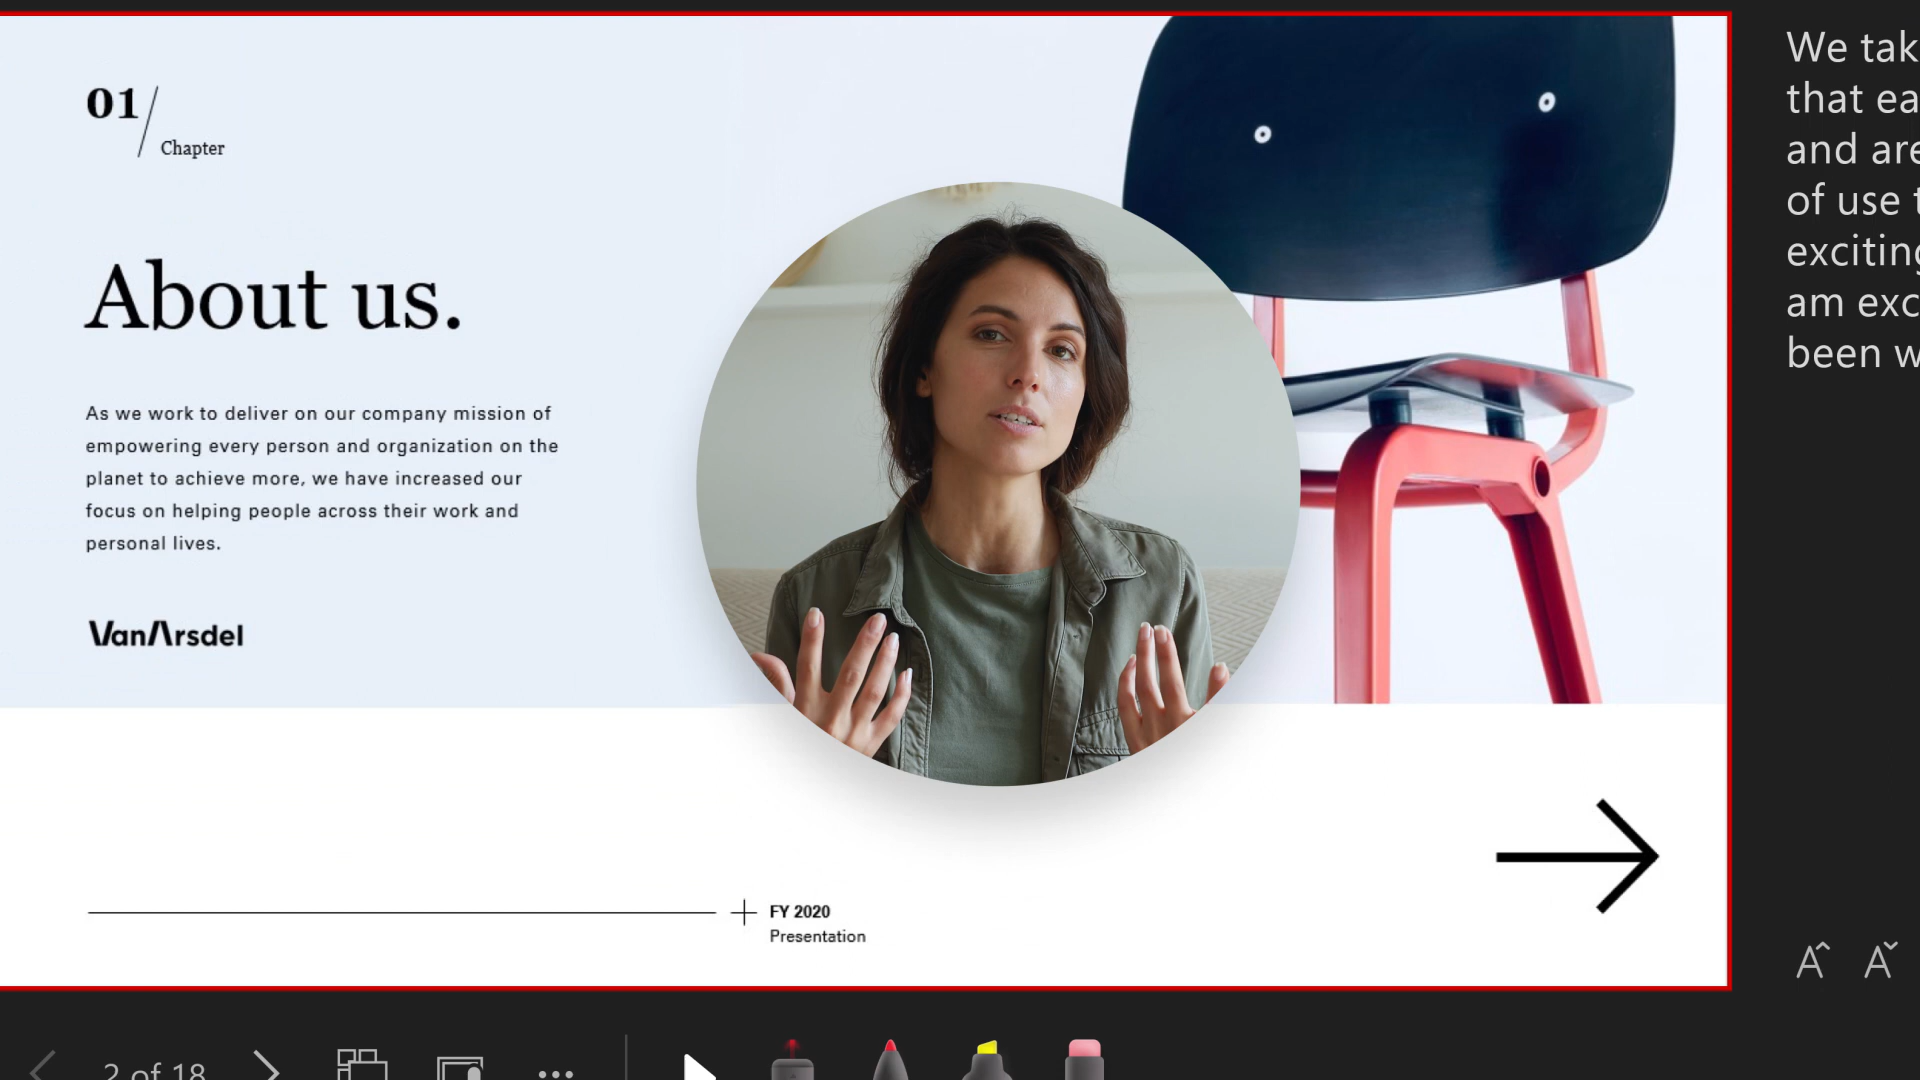 01
Chapter
About us.
As we work to deliver on our company mission of
empowering every person and organization on the
planet to achieve more, we have increased our
focus on helping people across their work and
personal lives.
VanArsdel
FY 2020
Presentation
We tak
that ea
and are
of use t
exciting
am exc
been w
2 of 18